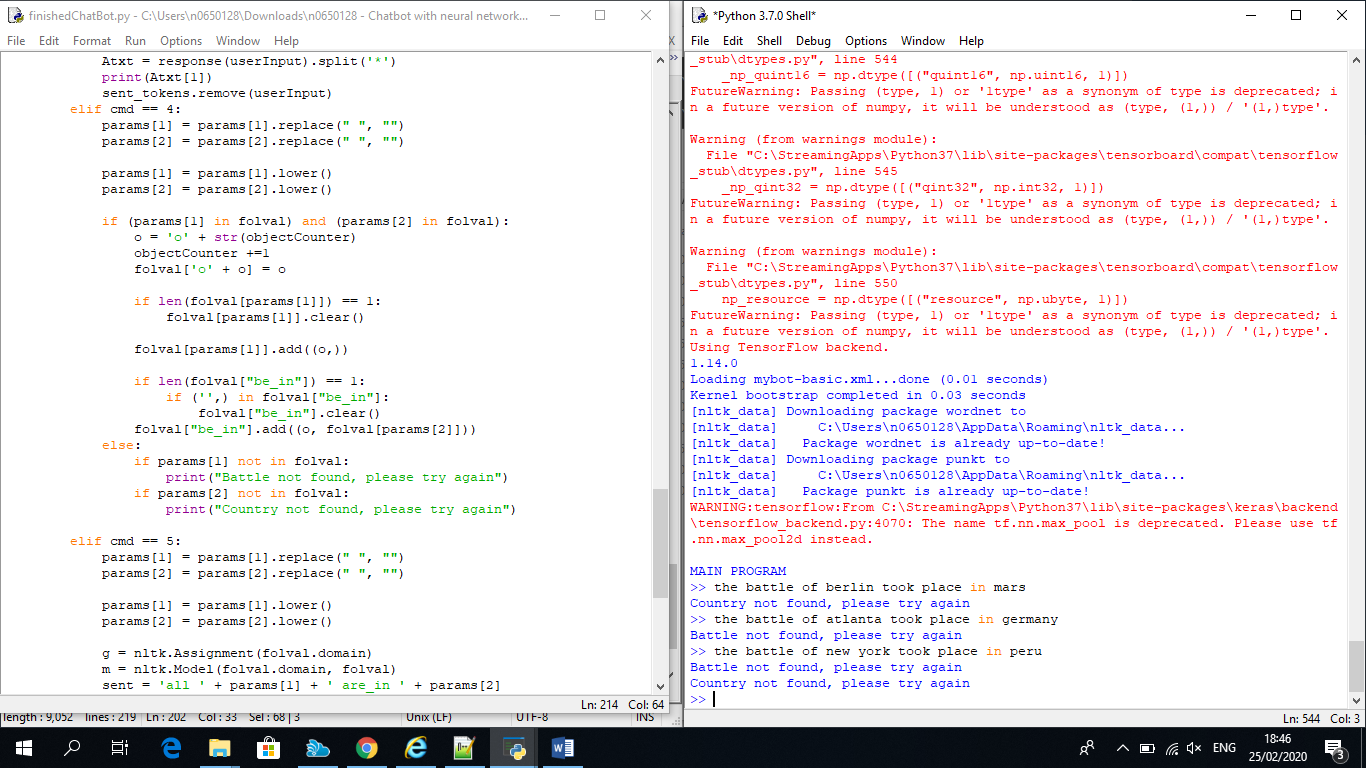 finishedChatBot.py - C:\Users\n0650128\Downloads\n0650128 - Chatbot with neural network...
File Edit Format Run Options Window Help
Atxt = response(userInput).split('*')
print(Atxt[1])
sent_tokens.remove(userInput)
elif cmd == 4:
params[1] = params[1].replace(" ", "")
params[2] = params[2].replace(" ", "")
params[1] = params[1].lower()
params[2] = params[2].lower()
if (params[1] in folval) and (params[2] in folval):
o = 'o' + str(objectCounter)
objectCounter +=1
folval['o' + o] = o
if len(folval[params[1]]) == 1:
folval[params[1]].clear()
folval[params[1]].add((o,))
if len(folval["be_in"]) == 1:
if ('',) in folval["be_in"]:
folval["be_in"].clear()
folval["be_in"].add((o, folval[params[2]]))
else:
if params[1] not in folval:
print("Battle not found, please try again")
if params[2] not in folval:
print("Country not found, please try again")
elif cmd == 5:
params[1] = params[1].replace(" ", "")
params[2] = params[2].replace(" ", "")
params[1] = params[1].lower()
params[2] = params[2].lower()
g = nltk.Assignment(folval.domain)
m = nltk.Model(folval.domain, folval)
sent = 'all ' + params[1] + ' are_in ' + params[2]
Ln: 214 Col: 64
length : 9,052 lines : 219 Ln : 202 Col : 33 Sel : 68 | 3 Unix (LF) UTF-8 INS
*Python 3.7.0 Shell*
File Edit Shell Debug Options Window Help
_stub\dtypes.py", line 544
_np_quint16 = np.dtype([("quint16", np.uint16, 1)])
FutureWarning: Passing (type, 1) or '1type' as a synonym of type is deprecated; i
n a future version of numpy, it will be understood as (type, (1,)) / '(1,)type'.
Warning (from warnings module):
File "C:\StreamingApps\Python37\lib\site-packages\tensorboard\compat\tensorflow
_stub\dtypes.py", line 545
_np_qint32 = np.dtype([("qint32", np.int32, 1)])
FutureWarning: Passing (type, 1) or '1type' as a synonym of type is deprecated; i
n a future version of numpy, it will be understood as (type, (1,)) / '(1,)type'.
Warning (from warnings module):
File "C:\StreamingApps\Python37\lib\site-packages\tensorboard\compat\tensorflow
_stub\dtypes.py", line 550
np_resource = np.dtype([("resource", np.ubyte, 1)])
FutureWarning: Passing (type, 1) or '1type' as a synonym of type is deprecated; i
n a future version of numpy, it will be understood as (type, (1,)) / '(1,)type'.
Using TensorFlow backend.
1.14.0
Loading mybot-basic.xml...done (0.01 seconds)
Kernel bootstrap completed in 0.03 seconds
[nltk_data] Downloading package wordnet to
[nltk_data] C:\Users\n0650128\AppData\Roaming\nltk_data...
[nltk_data] Package wordnet is already up-to-date!
[nltk_data] Downloading package punkt to
[nltk_data] C:\Users\n0650128\AppData\Roaming\nltk_data...
[nltk_data] Package punkt is already up-to-date!
WARNING:tensorflow:From C:\StreamingApps\Python37\lib\site-packages\keras\backend
\tensorflow_backend.py:4070: The name tf.nn.max_pool is deprecated. Please use tf
.nn.max_pool2d instead.
MAIN PROGRAM
>> the battle of berlin took place in mars
Country not found, please try again
>> the battle of atlanta took place in germany
Battle not found, please try again
>> the battle of new york took place in peru
Battle not found, please try again
Country not found, please try again
>>
Ln: 544 Col: 3
ENG
18:46
25/02/2020
3